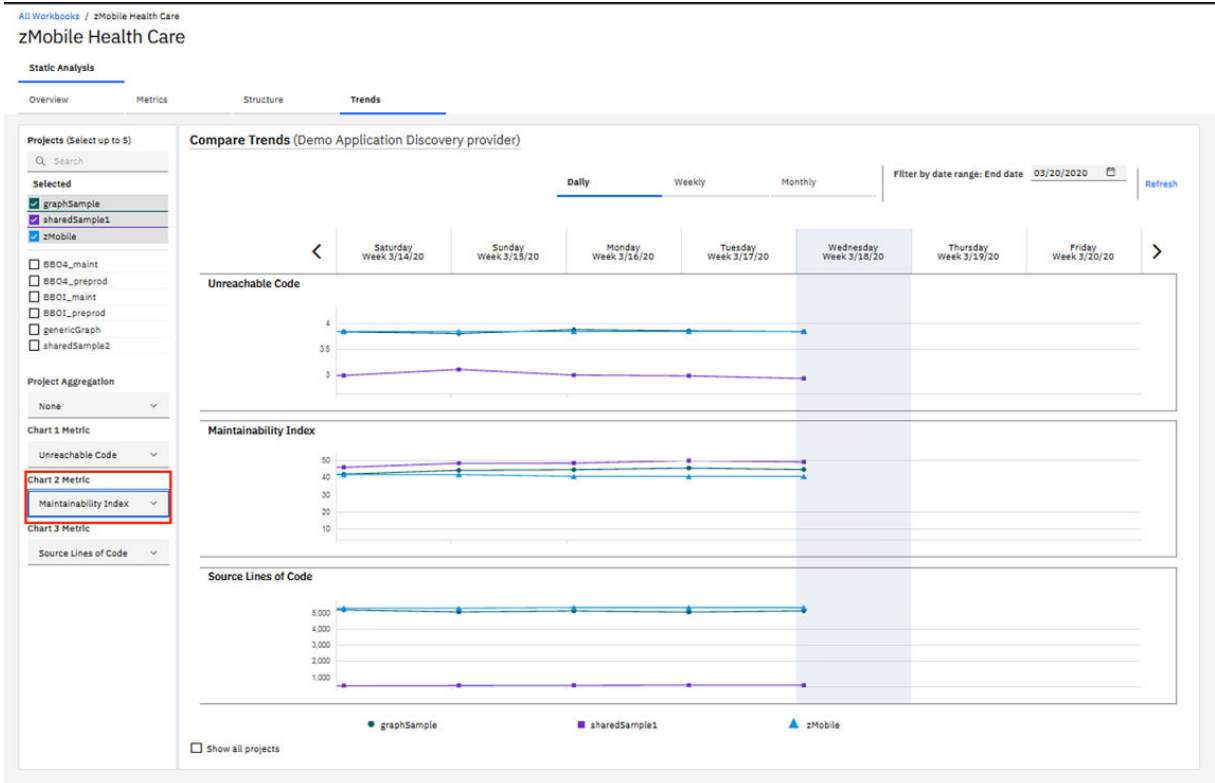 All Workbooks / zMobile Health Care
zMobile Health Care
Static Analysis
Overview Metrics Structure Trends
Projects (Select up to 5)
Search
Selected
graphSample
sharedSample1
zMobile
BBO4_maint
BBO4_preprod
BBOI_maint
BBOI_preprod
genericGraph
sharedSample2
Project Aggregation
None
Chart 1 Metric
Unreachable Code
Chart 2 Metric
Maintainability Index
Chart 3 Metric
Source Lines of Code
Compare Trends (Demo Application Discovery provider)
Daily Weekly Monthly
Filter by date range: End date 03/20/2020
Refresh
Saturday Sunday Monday Tuesday Wednesday Thursday Friday
Week 3/14/20 Week 3/15/20 Week 3/16/20 Week 3/17/20 Week 3/18/20 Week 3/19/20 Week 3/20/20
Unreachable Code
4
3.5
3
Maintainability Index
50
40
30
20
10
Source Lines of Code
5,000
4,000
3,000
2,000
1,000
graphSample sharedSample1 zMobile
Show all projects